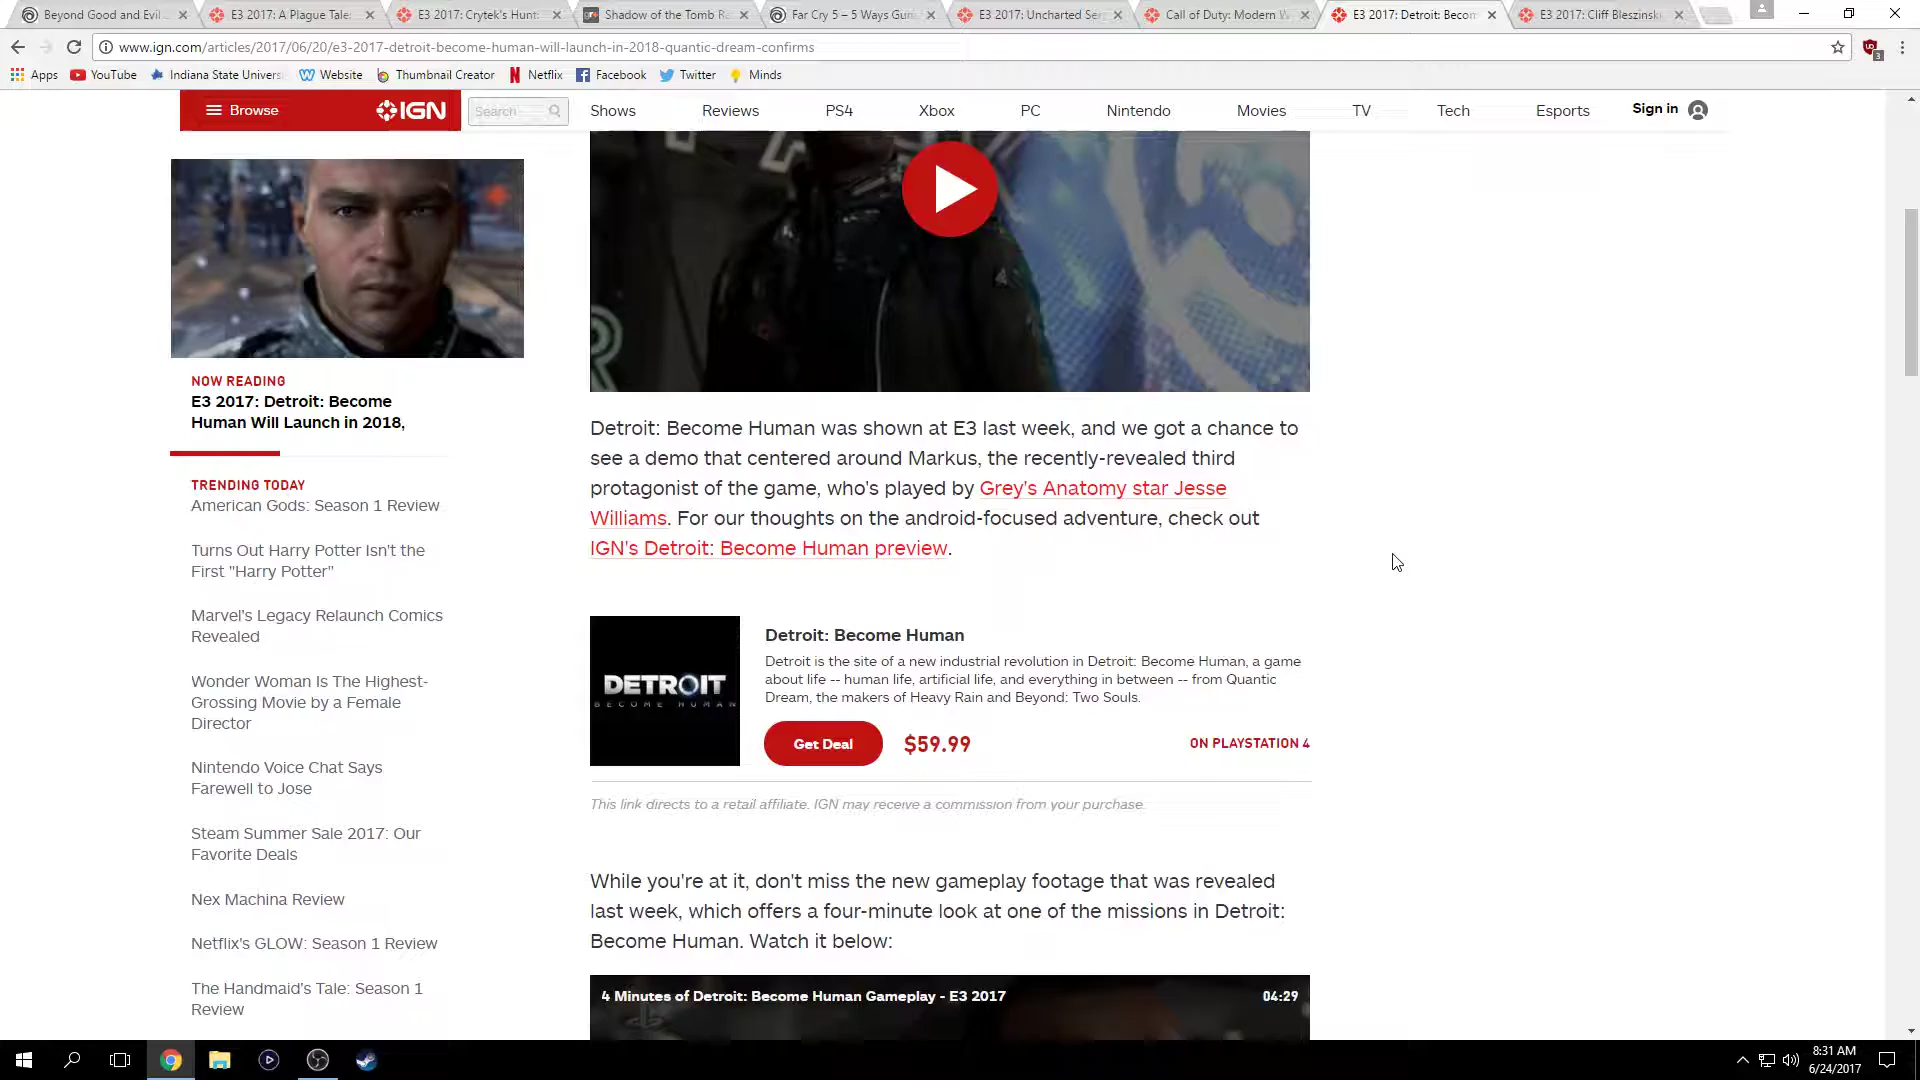 Beyond Good and Evil
E3 2017: A Plague Tale:
E3 2017: Crytek's Hunt:
Shadow of the Tomb R
Far Cry 5 – 5 Ways Gun
E3 2017: Uncharted Ser
Call of Duty: Modern W
E3 2017: Detroit: Becom
E3 2017: Cliff Bleszinski
www.ign.com/articles/2017/06/20/e3-2017-detroit-become-human-will-launch-in-2018-quantic-dream-confirms
3
Apps
YouTube
Indiana State Univers
Website
Thumbnail Creator
Netflix
Facebook
Twitter
Minds
Browse
IGN
Search
Shows
Reviews
PS4
Xbox
PC
Nintendo
Movies
TV
Tech
Esports
Sign in
NOW READING
E3 2017: Detroit: Become
Human Will Launch in 2018,
TRENDING TODAY
American Gods: Season 1 Review
Turns Out Harry Potter Isn't the
First "Harry Potter"
Marvel's Legacy Relaunch Comics
Revealed
Wonder Woman Is The Highest-
Grossing Movie by a Female
Director
Nintendo Voice Chat Says
Farewell to Jose
Steam Summer Sale 2017: Our
Favorite Deals
Nex Machina Review
Netflix's GLOW: Season 1 Review
The Handmaid's Tale: Season 1
Review
Detroit: Become Human was shown at E3 last week, and we got a chance to
see a demo that centered around Markus, the recently-revealed third
protagonist of the game, who's played by Grey's Anatomy star Jesse
Williams. For our thoughts on the android-focused adventure, check out
IGN's Detroit: Become Human preview.
DETROIT
BECOME HUMAN
Detroit: Become Human
Detroit is the site of a new industrial revolution in Detroit: Become Human, a game
about life -- human life, artificial life, and everything in between -- from Quantic
Dream, the makers of Heavy Rain and Beyond: Two Souls.
Get Deal
$59.99
ON PLAYSTATION 4
This link directs to a retail affiliate. IGN may receive a commission from your purchase.
While you're at it, don't miss the new gameplay footage that was revealed
last week, which offers a four-minute look at one of the missions in Detroit:
Become Human. Watch it below:
4 Minutes of Detroit: Become Human Gameplay - E3 2017
04:29
8:31 AM
6/24/2017